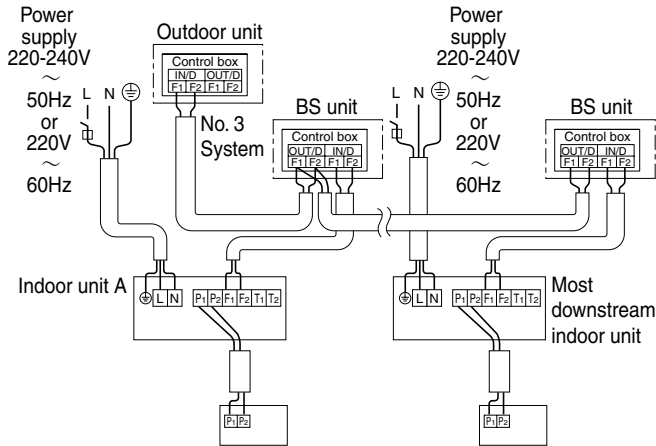 Power
supply
220-240V
~
50Hz
or
220V
~
60Hz
L N
Outdoor unit
Control box
IN/D OUT/D
F1 F2 F1 F2
No. 3
System
BS unit
Control box
OUT/D IN/D
F1 F2 F1 F2
Power
supply
220-240V
~
50Hz
or
220V
~
60Hz
L N
BS unit
Control box
OUT/D IN/D
F1 F2 F1 F2
Indoor unit A
L N
P1 P2 F1 F2 T1 T2
P1 P2
L N
P1 P2 F1 F2 T1 T2
Most
downstream
indoor unit
P1 P2